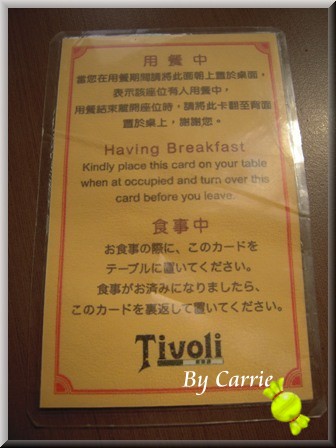 用餐中
當您在用餐期間請將此面朝上置於桌面,
表示該座位有人用餐中,
用餐結束離開座位時,請將此卡翻至背面
置於桌上,謝謝您。
Having Breakfast
Kindly place this card on your table
when at occupied and turn over this
card before you leave.
食事中
お食事の際に、このカードを
テーブルに置いてください。
食事がお済みになりましたら、
このカードを裏返して置いてください。
Tivoli
By Carrie